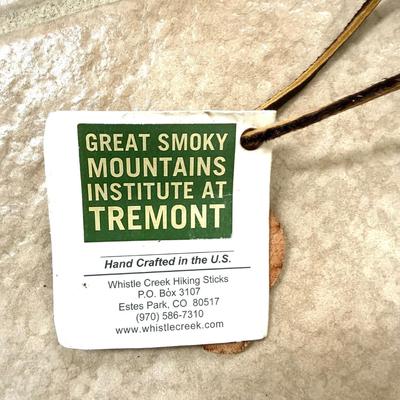 GREAT SMOKY
MOUNTAINS
INSTITUTE AT
TREMONT
Hand Crafted in the U.S.
Whistle Creek Hiking Sticks
P.O. Box 3107
Estes Park, CO 80517
(970) 586-7310
www.whistlecreek.com